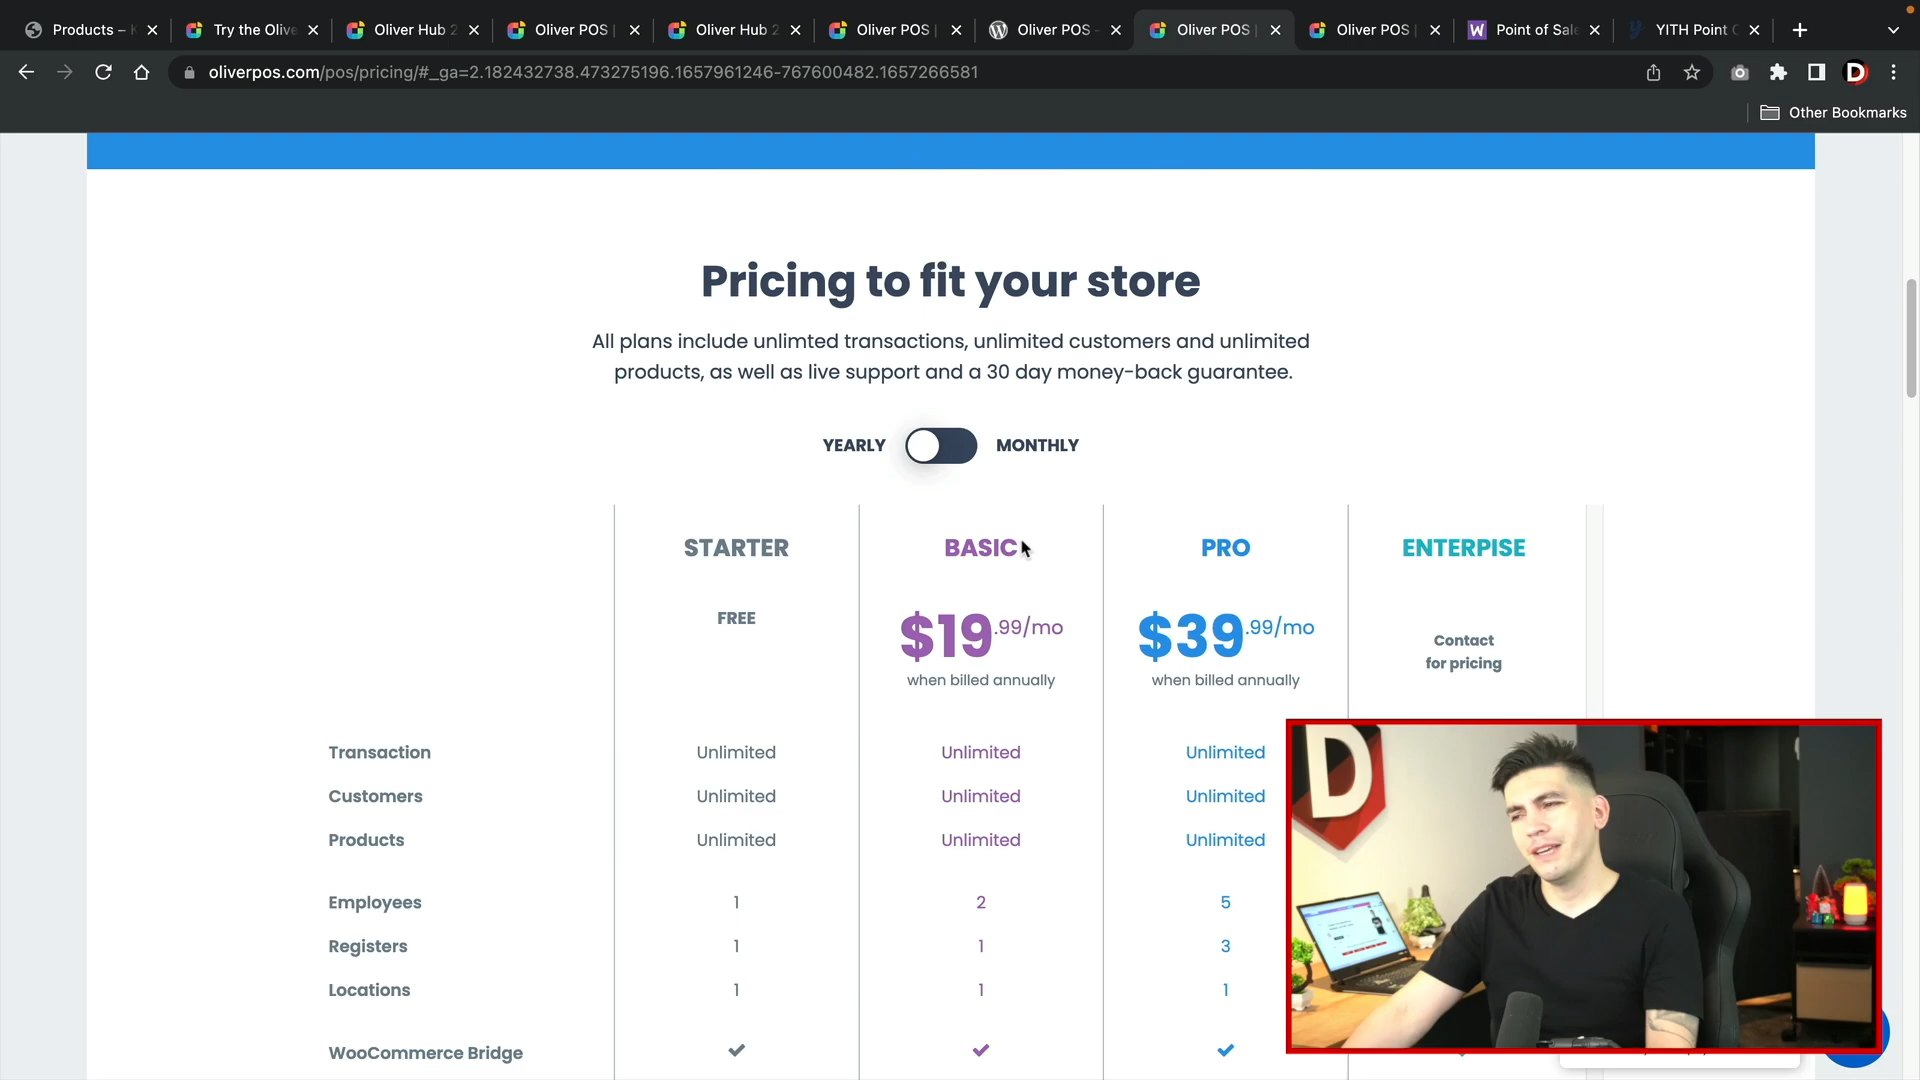 Products – K
Try the Olive
Oliver Hub 2
Oliver POS |
Oliver Hub 2
Oliver POS |
Oliver POS -
Oliver POS |
Oliver POS |
Point of Sale
YITH Point O
oliverpos.com/pos/pricing/#_ga=2.182432738.473275196.1657961246-767600482.1657266581
D
Other Bookmarks
Pricing to fit your store
All plans include unlimted transactions, unlimited customers and unlimited
products, as well as live support and a 30 day money-back guarantee.
YEARLY MONTHLY
STARTER BASIC PRO ENTERPISE
FREE $19.99/mo $39.99/mo Contact
for pricing
when billed annually when billed annually
Transaction Unlimited Unlimited Unlimited
Customers Unlimited Unlimited Unlimited
Products Unlimited Unlimited Unlimited
Employees 1 2 5
Registers 1 1 3
Locations 1 1 1
WooCommerce Bridge
D